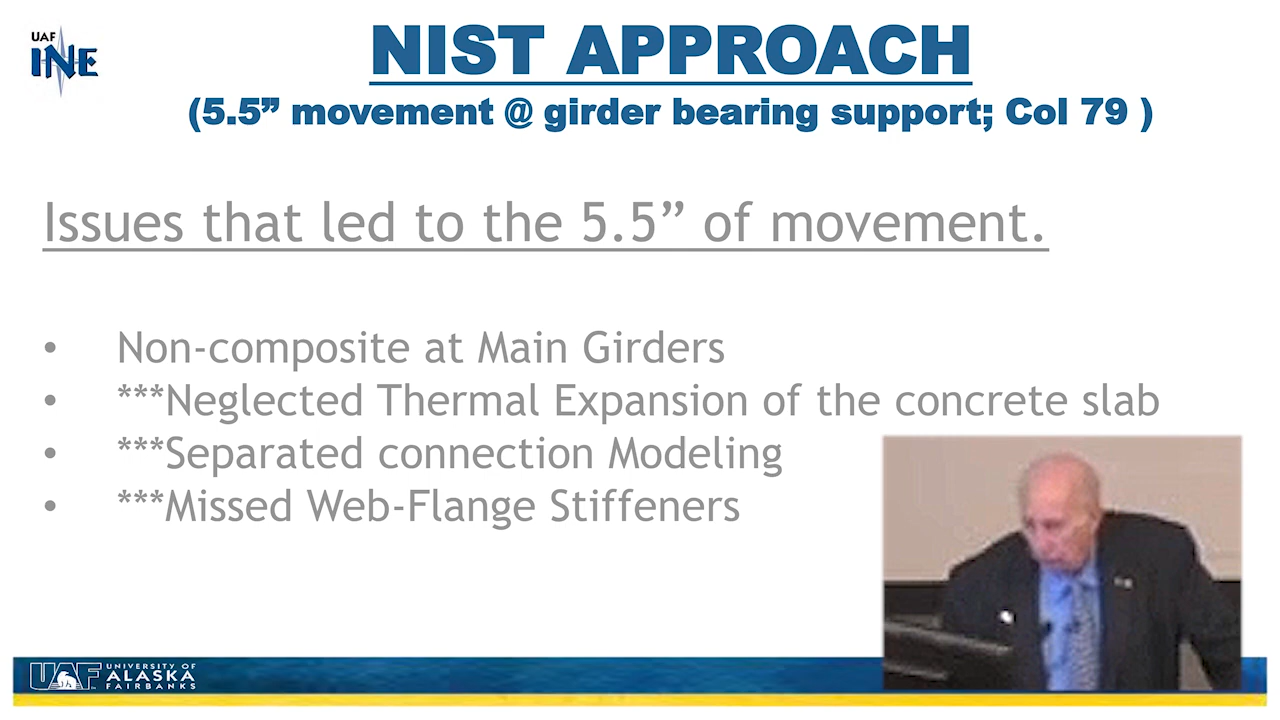 UAF
INE
NIST APPROACH
(5.5” movement @ girder bearing support; Col 79 )
Issues that led to the 5.5” of movement.
• Non-composite at Main Girders
• ***Neglected Thermal Expansion of the concrete slab
• ***Separated connection Modeling
• ***Missed Web-Flange Stiffeners
UAF UNIVERSITY OF
ALASKA
FAIRBANKS